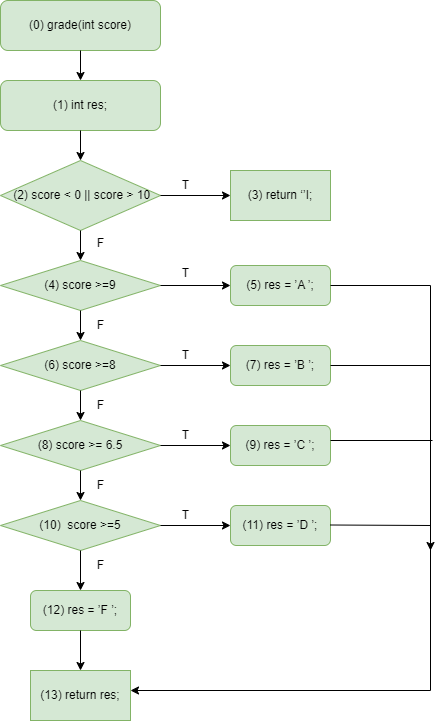 (0) grade(int score)
(1) int res;
(2) score < 0 || score > 10
T
(3) return ‘'I;
F
(4) score >=9
T
(5) res = ’A ’;
F
(6) score >=8
T
(7) res = ’B ’;
F
(8) score >= 6.5
T
(9) res = ’C ’;
F
(10)  score >=5
T
(11) res = ’D ’;
F
(12) res = ’F ’;
(13) return res;